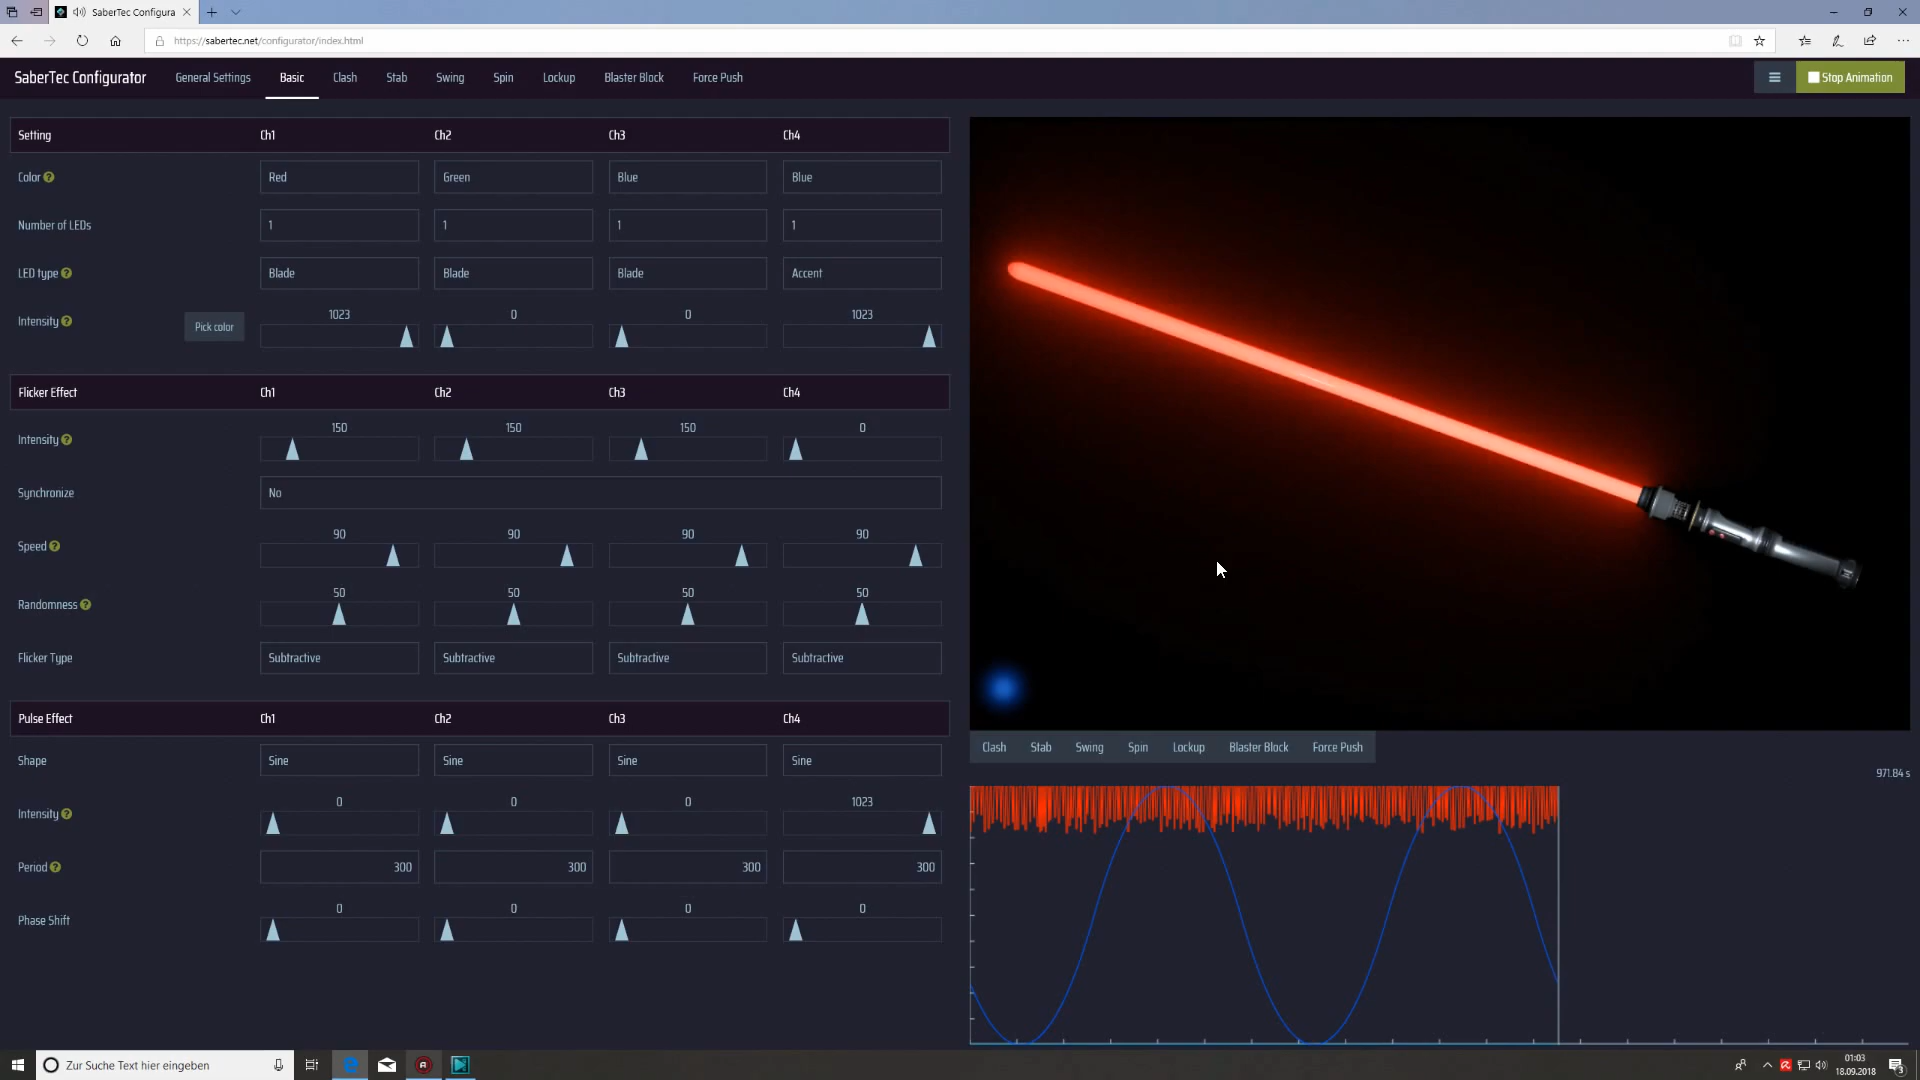 SaberTec Configura
https://sabertec.net/configurator/index.html
SaberTec Configurator General Settings Basic Clash Stab Swing Spin Lockup Blaster Block Force Push Stop Animation
Setting Ch1 Ch2 Ch3 Ch4
Color ? Red Green Blue Blue
Number of LEDs 1 1 1 1
LED type ? Blade Blade Blade Accent
1023 0 0 1023
Intensity ? Pick color
Flicker Effect Ch1 Ch2 Ch3 Ch4
150 150 150 0
Intensity ?
Synchronize No
90 90 90 90
Speed ?
50 50 50 50
Randomness ?
Flicker Type Subtractive Subtractive Subtractive Subtractive
Pulse Effect Ch1 Ch2 Ch3 Ch4
Shape Sine Sine Sine Sine
0 0 0 1023
Intensity ?
Period ? 300 300 300 300
0 0 0 0
Phase Shift
Clash Stab Swing Spin Lockup Blaster Block Force Push
971.84 s
Zur Suche Text hier eingeben
01:03
18.09.2018
3